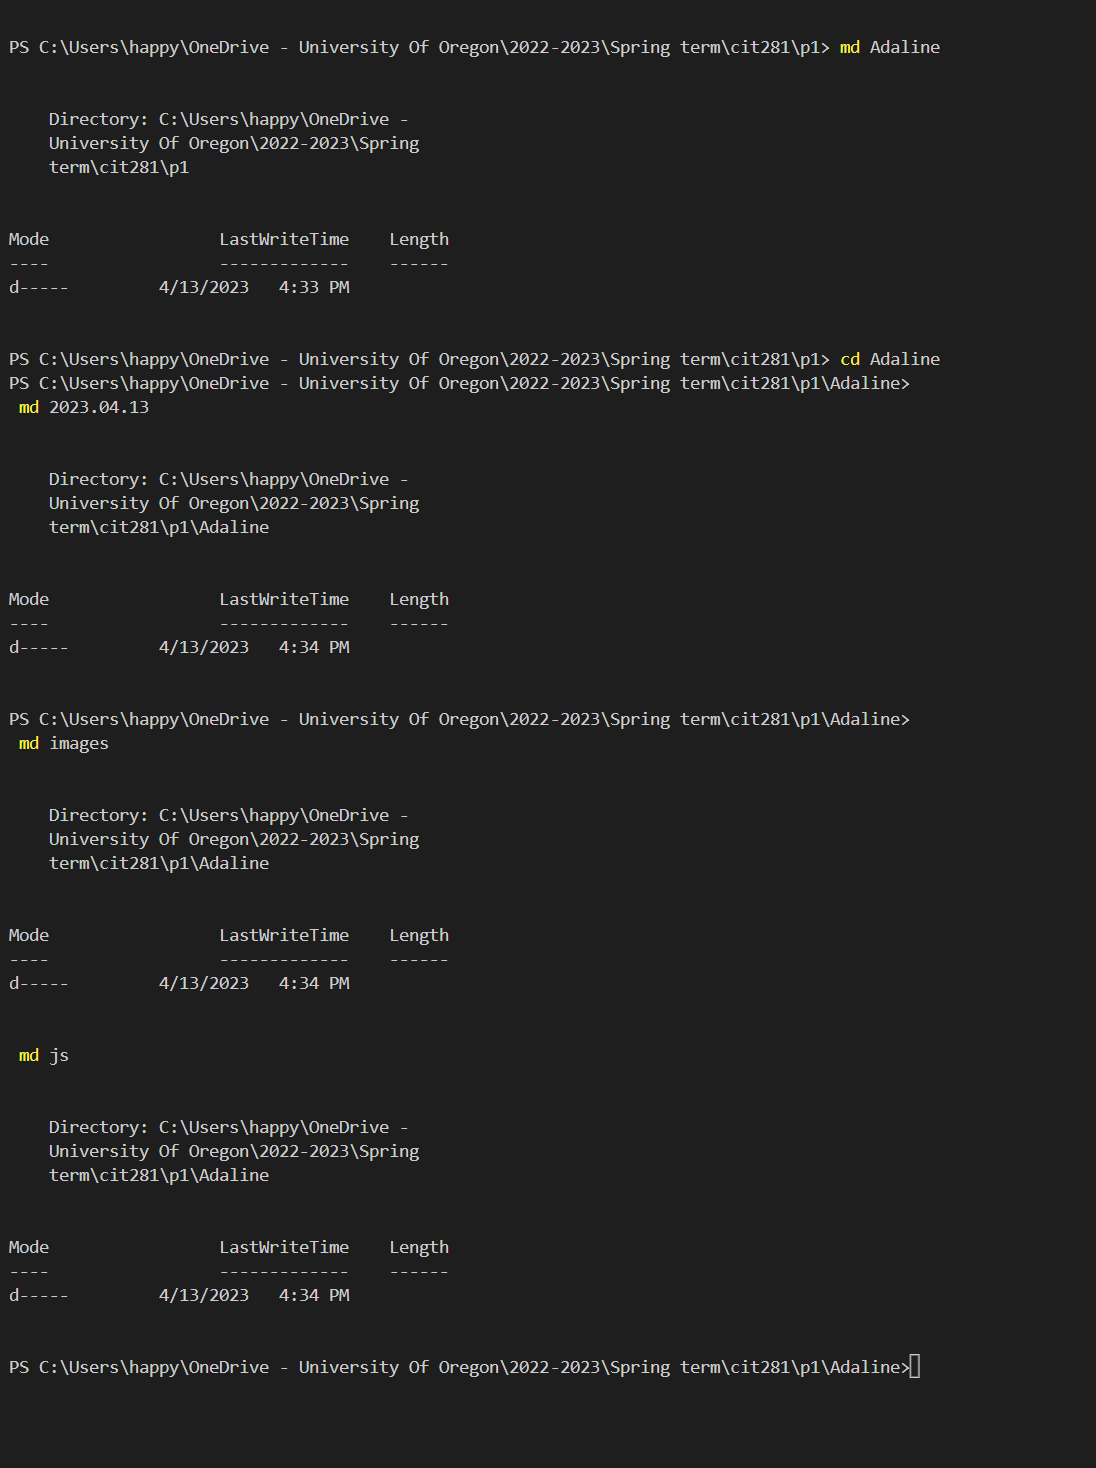 PS C:\Users\happy\OneDrive - University Of Oregon\2022-2023\Spring term\cit281\p1> md Adaline
Directory: C:\Users\happy\OneDrive -
University Of Oregon\2022-2023\Spring
term\cit281\p1
Mode LastWriteTime Length
---- ------------- ------
d----- 4/13/2023 4:33 PM
PS C:\Users\happy\OneDrive - University Of Oregon\2022-2023\Spring term\cit281\p1> cd Adaline
PS C:\Users\happy\OneDrive - University Of Oregon\2022-2023\Spring term\cit281\p1\Adaline>
md 2023.04.13
Directory: C:\Users\happy\OneDrive -
University Of Oregon\2022-2023\Spring
term\cit281\p1\Adaline
Mode LastWriteTime Length
---- ------------- ------
d----- 4/13/2023 4:34 PM
PS C:\Users\happy\OneDrive - University Of Oregon\2022-2023\Spring term\cit281\p1\Adaline>
md images
Directory: C:\Users\happy\OneDrive -
University Of Oregon\2022-2023\Spring
term\cit281\p1\Adaline
Mode LastWriteTime Length
---- ------------- ------
d----- 4/13/2023 4:34 PM
md js
Directory: C:\Users\happy\OneDrive -
University Of Oregon\2022-2023\Spring
term\cit281\p1\Adaline
Mode LastWriteTime Length
---- ------------- ------
d----- 4/13/2023 4:34 PM
PS C:\Users\happy\OneDrive - University Of Oregon\2022-2023\Spring term\cit281\p1\Adaline>